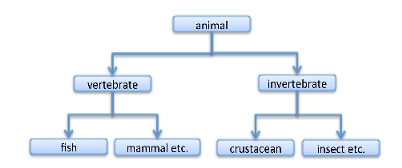 animal
vertebrate
invertebrate
fish
mammal etc.
crustacean
insect etc.